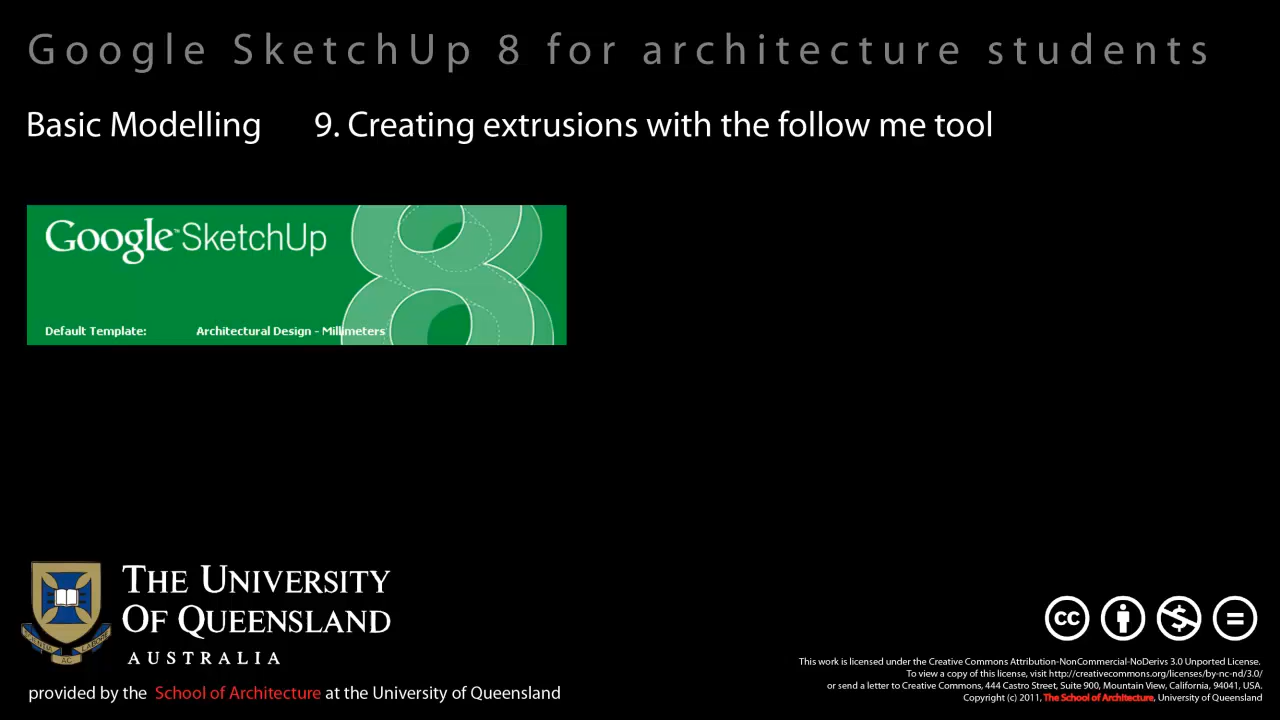 Google SketchUp 8 for architecture students
Basic Modelling 9. Creating extrusions with the follow me tool
Google™ SketchUp
Default Template: Architectural Design - Millimeters
THE UNIVERSITY
OF QUEENSLAND
AUSTRALIA
provided by the School of Architecture at the University of Queensland
cc
This work is licensed under the Creative Commons Attribution-NonCommercial-NoDerivs 3.0 Unported License.
To view a copy of this license, visit http://creativecommons.org/licenses/by-nc-nd/3.0/
or send a letter to Creative Commons, 444 Castro Street, Suite 900, Mountain View, California, 94041, USA.
Copyright (c) 2011, The School of Architecture, University of Queensland